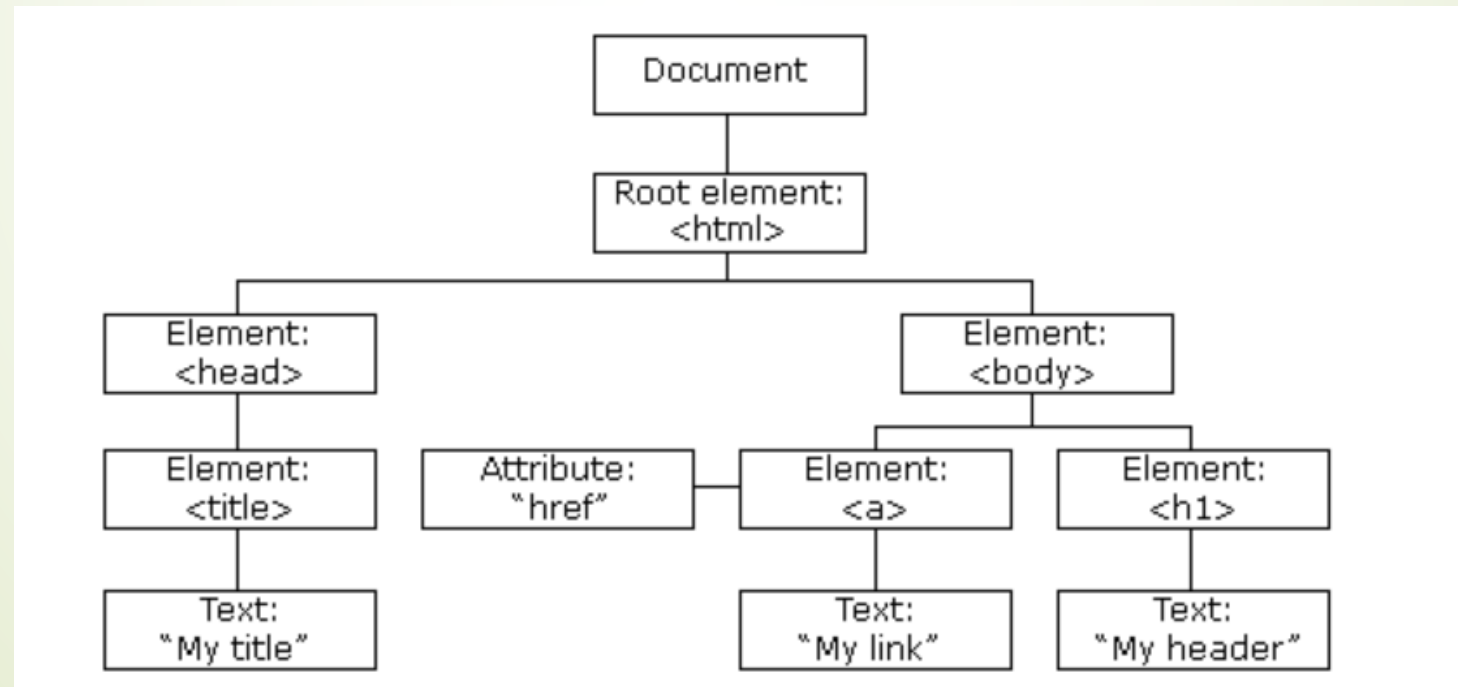 Document
Root element:
<html>
Element:
<head>
Element:
<body>
Element:
<title>
Attribute:
“href”
Element:
<a>
Element:
<h1>
Text:
“My title”
Text:
“My link”
Text:
“My header”